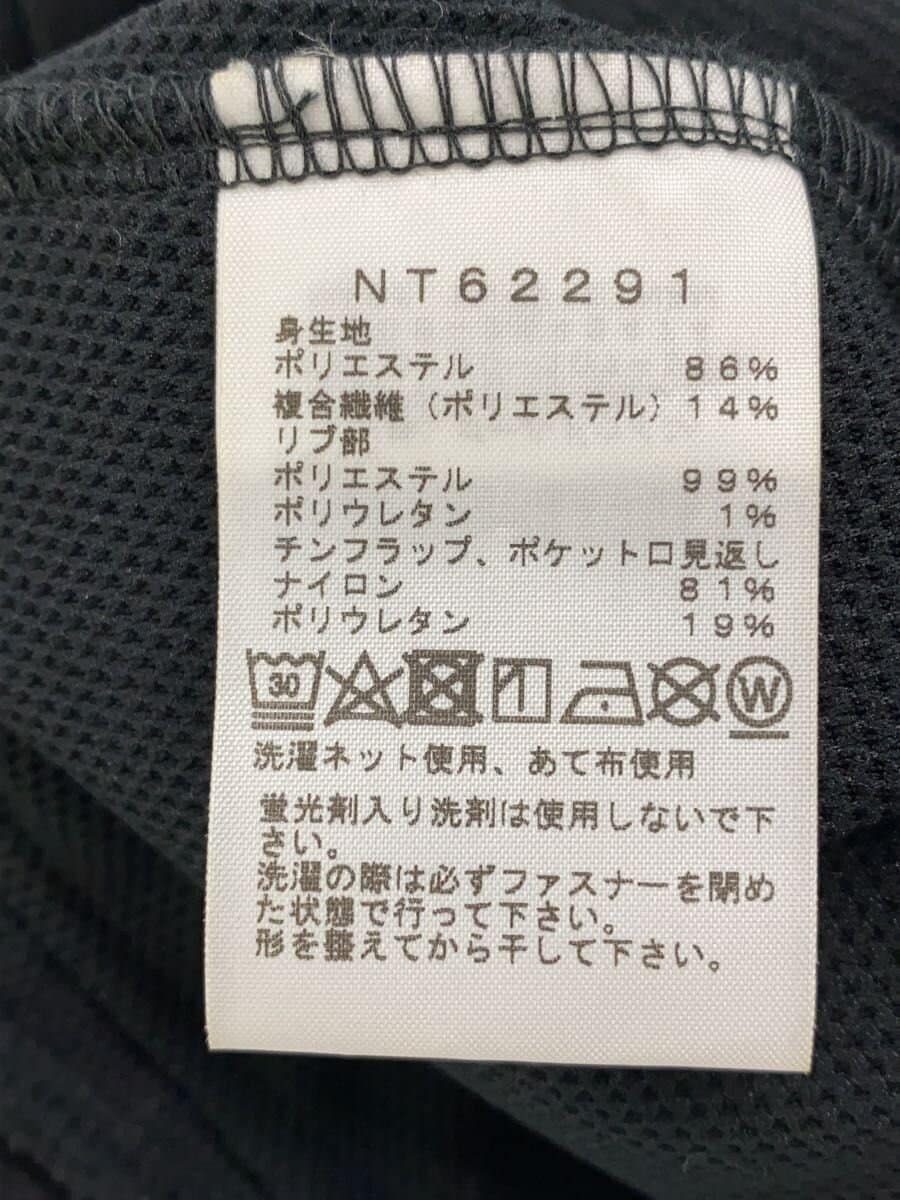 NT62291
身生地
ポリエステル 86%
複合繊維(ポリエステル)14%
リブ部
ポリエステル 99%
ポリウレタン 1%
チンフラップ、ポケット口見返し
ナイロン 81%
ポリウレタン 19%
30 W
洗濯ネット使用、あて布使用
蛍光剤入り洗剤は使用しないで下
さい。
洗濯の際は必ずファスナーを閉め
た状態で行って下さい。
形を整えてから干して下さい。